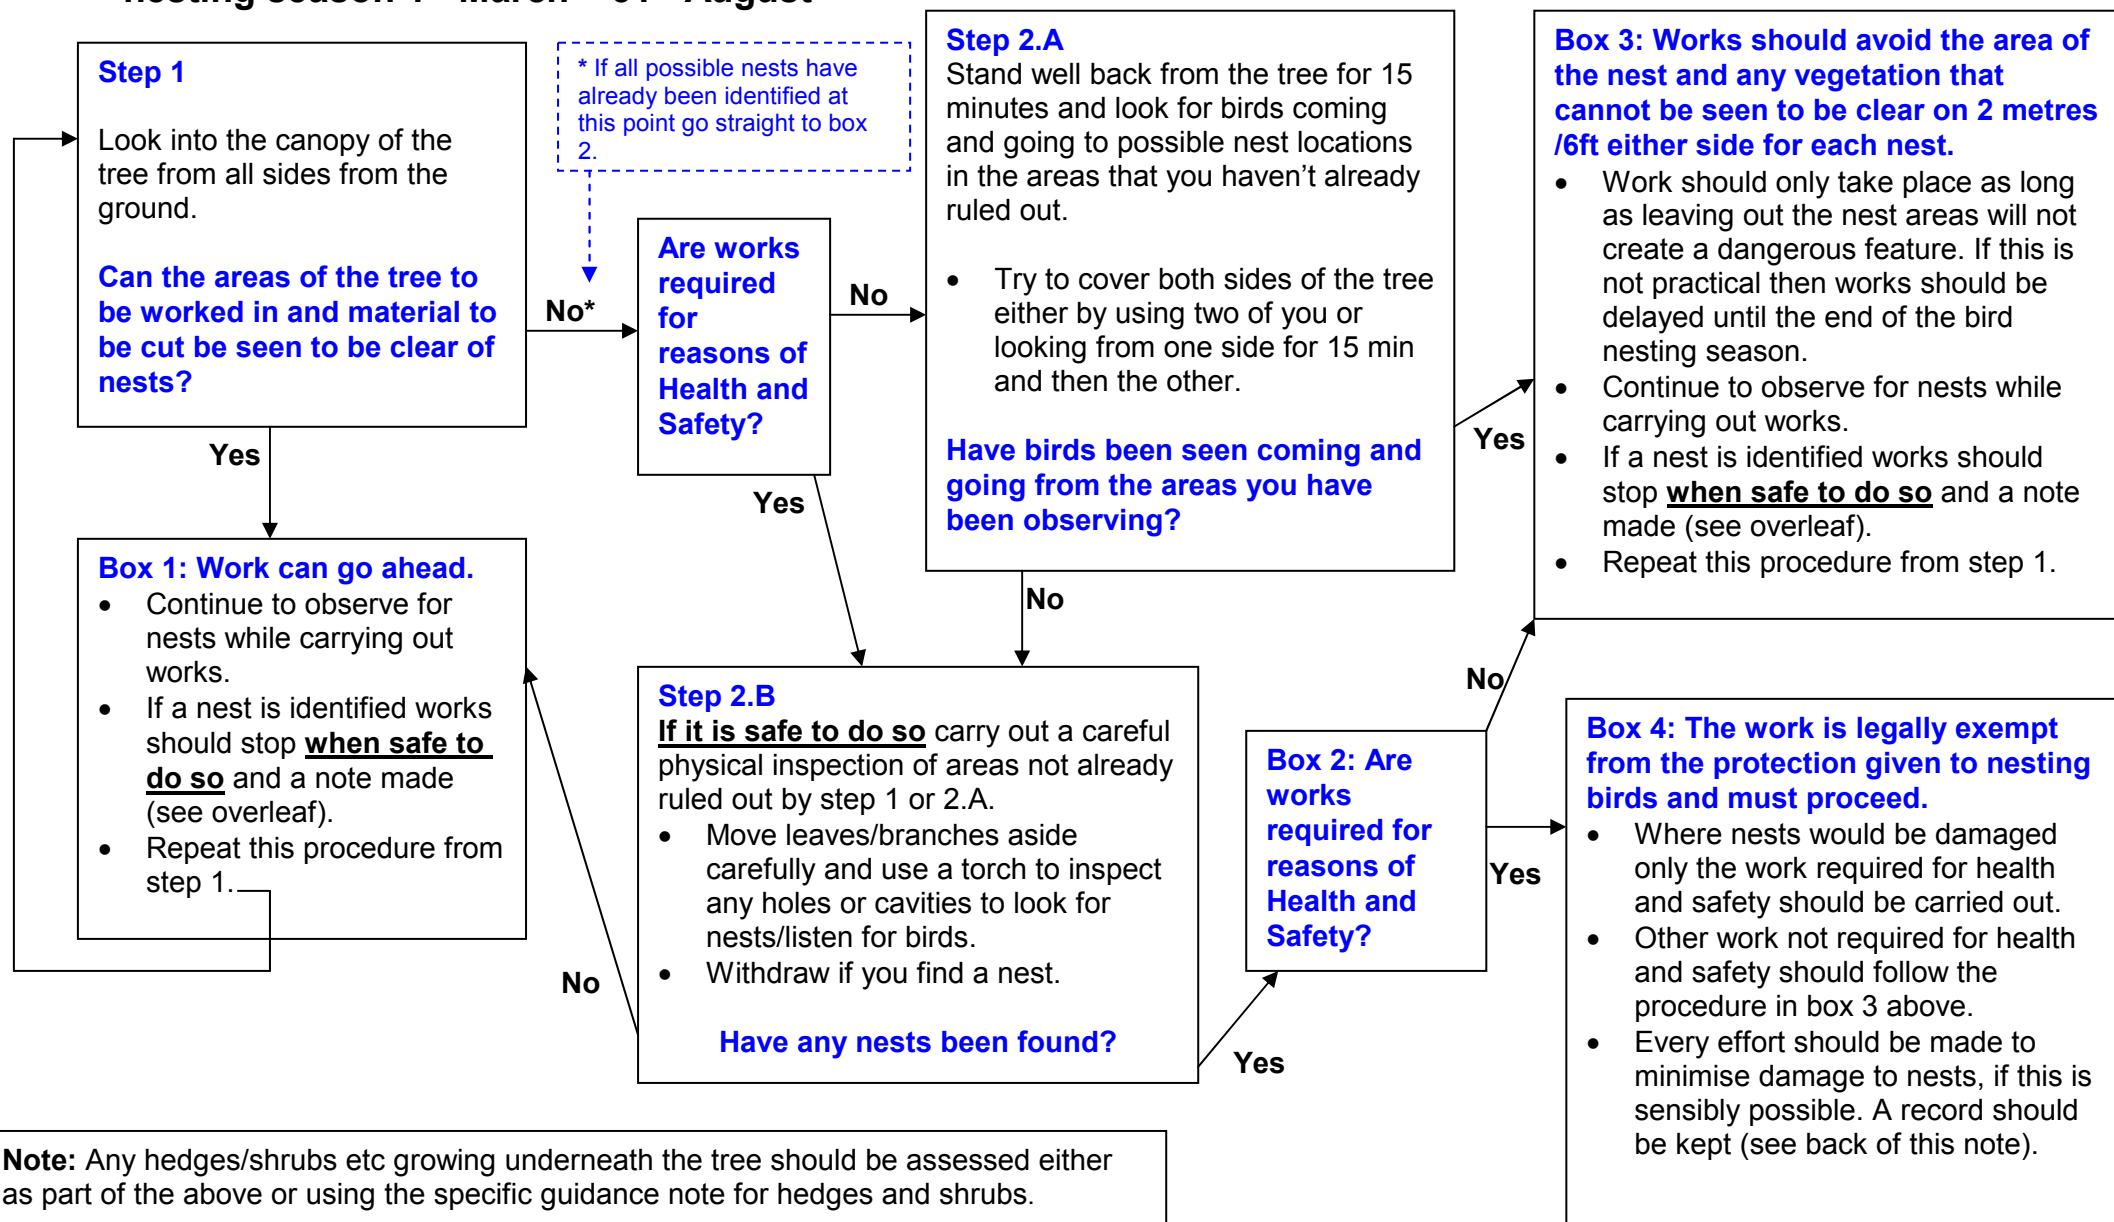 nesting season 1st March – 31st August
Step 1
Look into the canopy of the
tree from all sides from the
ground.
Can the areas of the tree to
be worked in and material to
be cut be seen to be clear of
nests?
Yes
No*
* If all possible nests have
already been identified at
this point go straight to box
2.
Are works
required
for
reasons of
Health and
Safety?
No
Yes
Step 2.A
Stand well back from the tree for 15
minutes and look for birds coming
and going to possible nest locations
in the areas that you haven’t already
ruled out.
• Try to cover both sides of the tree
either by using two of you or
looking from one side for 15 min
and then the other.
Have birds been seen coming and
going from the areas you have
been observing?
Yes
No
Box 3: Works should avoid the area of
the nest and any vegetation that
cannot be seen to be clear on 2 metres
/6ft either side for each nest.
• Work should only take place as long
as leaving out the nest areas will not
create a dangerous feature. If this is
not practical then works should be
delayed until the end of the bird
nesting season.
• Continue to observe for nests while
carrying out works.
• If a nest is identified works should
stop when safe to do so and a note
made (see overleaf).
• Repeat this procedure from step 1.
Box 1: Work can go ahead.
• Continue to observe for
nests while carrying out
works.
• If a nest is identified works
should stop when safe to
do so and a note made
(see overleaf).
• Repeat this procedure from
step 1.
No
Step 2.B
If it is safe to do so carry out a careful
physical inspection of areas not already
ruled out by step 1 or 2.A.
• Move leaves/branches aside
carefully and use a torch to inspect
any holes or cavities to look for
nests/listen for birds.
• Withdraw if you find a nest.
Have any nests been found?
Yes
Box 2: Are
works
required for
reasons of
Health and
Safety?
No
Yes
Box 4: The work is legally exempt
from the protection given to nesting
birds and must proceed.
• Where nests would be damaged
only the work required for health
and safety should be carried out.
• Other work not required for health
and safety should follow the
procedure in box 3 above.
• Every effort should be made to
minimise damage to nests, if this is
sensibly possible. A record should
be kept (see back of this note).
Note: Any hedges/shrubs etc growing underneath the tree should be assessed either
as part of the above or using the specific guidance note for hedges and shrubs.